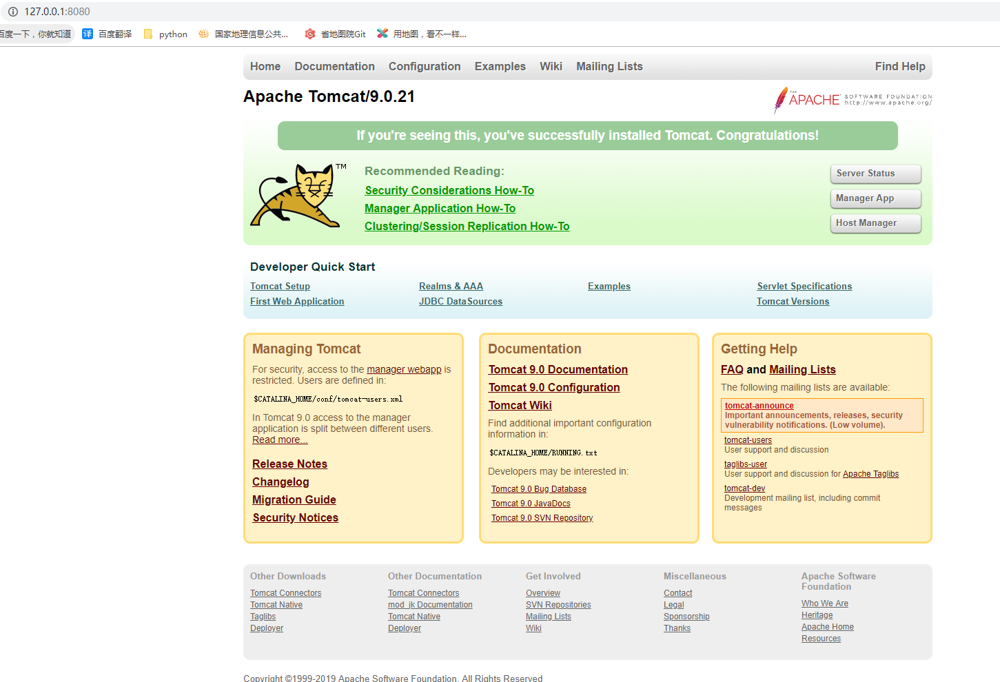 127.0.0.1:8080
百度一下，你就知道 译 百度翻译 python 国家地理信息公共... 省地图院Git 用地图，看不一样...
Home Documentation Configuration Examples Wiki Mailing Lists Find Help
Apache Tomcat/9.0.21
THE APACHE SOFTWARE FOUNDATION
http://www.apache.org/
If you're seeing this, you've successfully installed Tomcat. Congratulations!
TM
Recommended Reading:
Security Considerations How-To
Manager Application How-To
Clustering/Session Replication How-To
Server Status
Manager App
Host Manager
Developer Quick Start
Tomcat Setup
First Web Application
Realms & AAA
JDBC DataSources
Examples
Servlet Specifications
Tomcat Versions
Managing Tomcat
For security, access to the manager webapp is
restricted. Users are defined in:
$CATALINA_HOME/conf/tomcat-users.xml
In Tomcat 9.0 access to the manager
application is split between different users.
Read more...
Release Notes
Changelog
Migration Guide
Security Notices
Documentation
Tomcat 9.0 Documentation
Tomcat 9.0 Configuration
Tomcat Wiki
Find additional important configuration
information in:
$CATALINA_HOME/RUNNING.txt
Developers may be interested in:
Tomcat 9.0 Bug Database
Tomcat 9.0 JavaDocs
Tomcat 9.0 SVN Repository
Getting Help
FAQ and Mailing Lists
The following mailing lists are available:
tomcat-announce
Important announcements, releases, security
vulnerability notifications. (Low volume).
tomcat-users
User support and discussion
taglibs-user
User support and discussion for Apache Taglibs
tomcat-dev
Development mailing list, including commit
messages
Other Downloads
Tomcat Connectors
Tomcat Native
Taglibs
Deployer
Other Documentation
Tomcat Connectors
mod_jk Documentation
Tomcat Native
Deployer
Get Involved
Overview
SVN Repositories
Mailing Lists
Wiki
Miscellaneous
Contact
Legal
Sponsorship
Thanks
Apache Software
Foundation
Who We Are
Heritage
Apache Home
Resources
Copyright ©1999-2019 Apache Software Foundation. All Rights Reserved